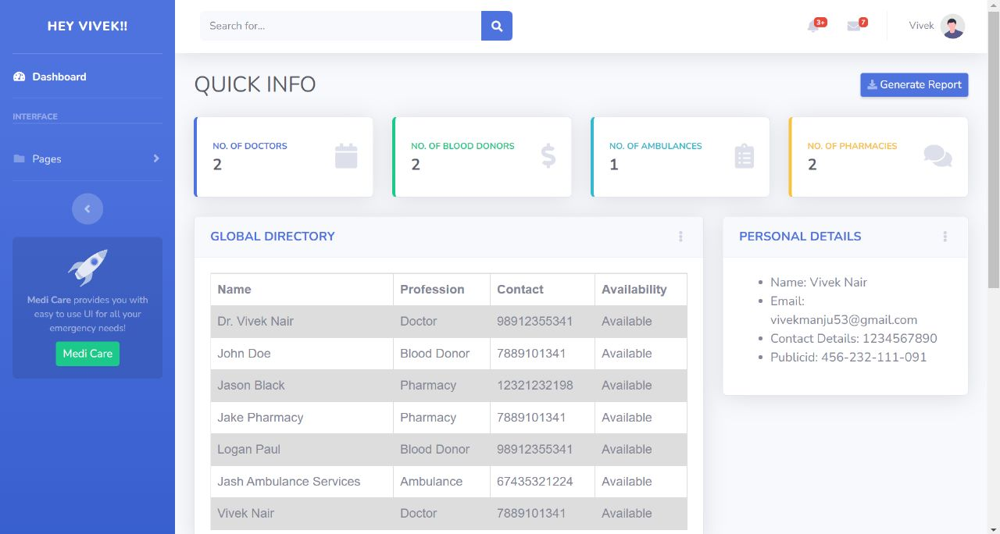 HEY VIVEK!!
Dashboard
INTERFACE
Pages
Medi Care provides you with
easy to use UI for all your
emergency needs!
Medi Care
Search for...
3+
7
Vivek
QUICK INFO
Generate Report
NO. OF DOCTORS
2
NO. OF BLOOD DONORS
2
NO. OF AMBULANCES
1
NO. OF PHARMACIES
2
GLOBAL DIRECTORY
Name Profession Contact Availability
Dr. Vivek Nair Doctor 98912355341 Available
John Doe Blood Donor 7889101341 Available
Jason Black Pharmacy 12321232198 Available
Jake Pharmacy Pharmacy 7889101341 Available
Logan Paul Blood Donor 98912355341 Available
Jash Ambulance Services Ambulance 67435321224 Available
Vivek Nair Doctor 7889101341 Available
PERSONAL DETAILS
Name: Vivek Nair
Email:
vivekmanju53@gmail.com
Contact Details: 1234567890
Publicid: 456-232-111-091